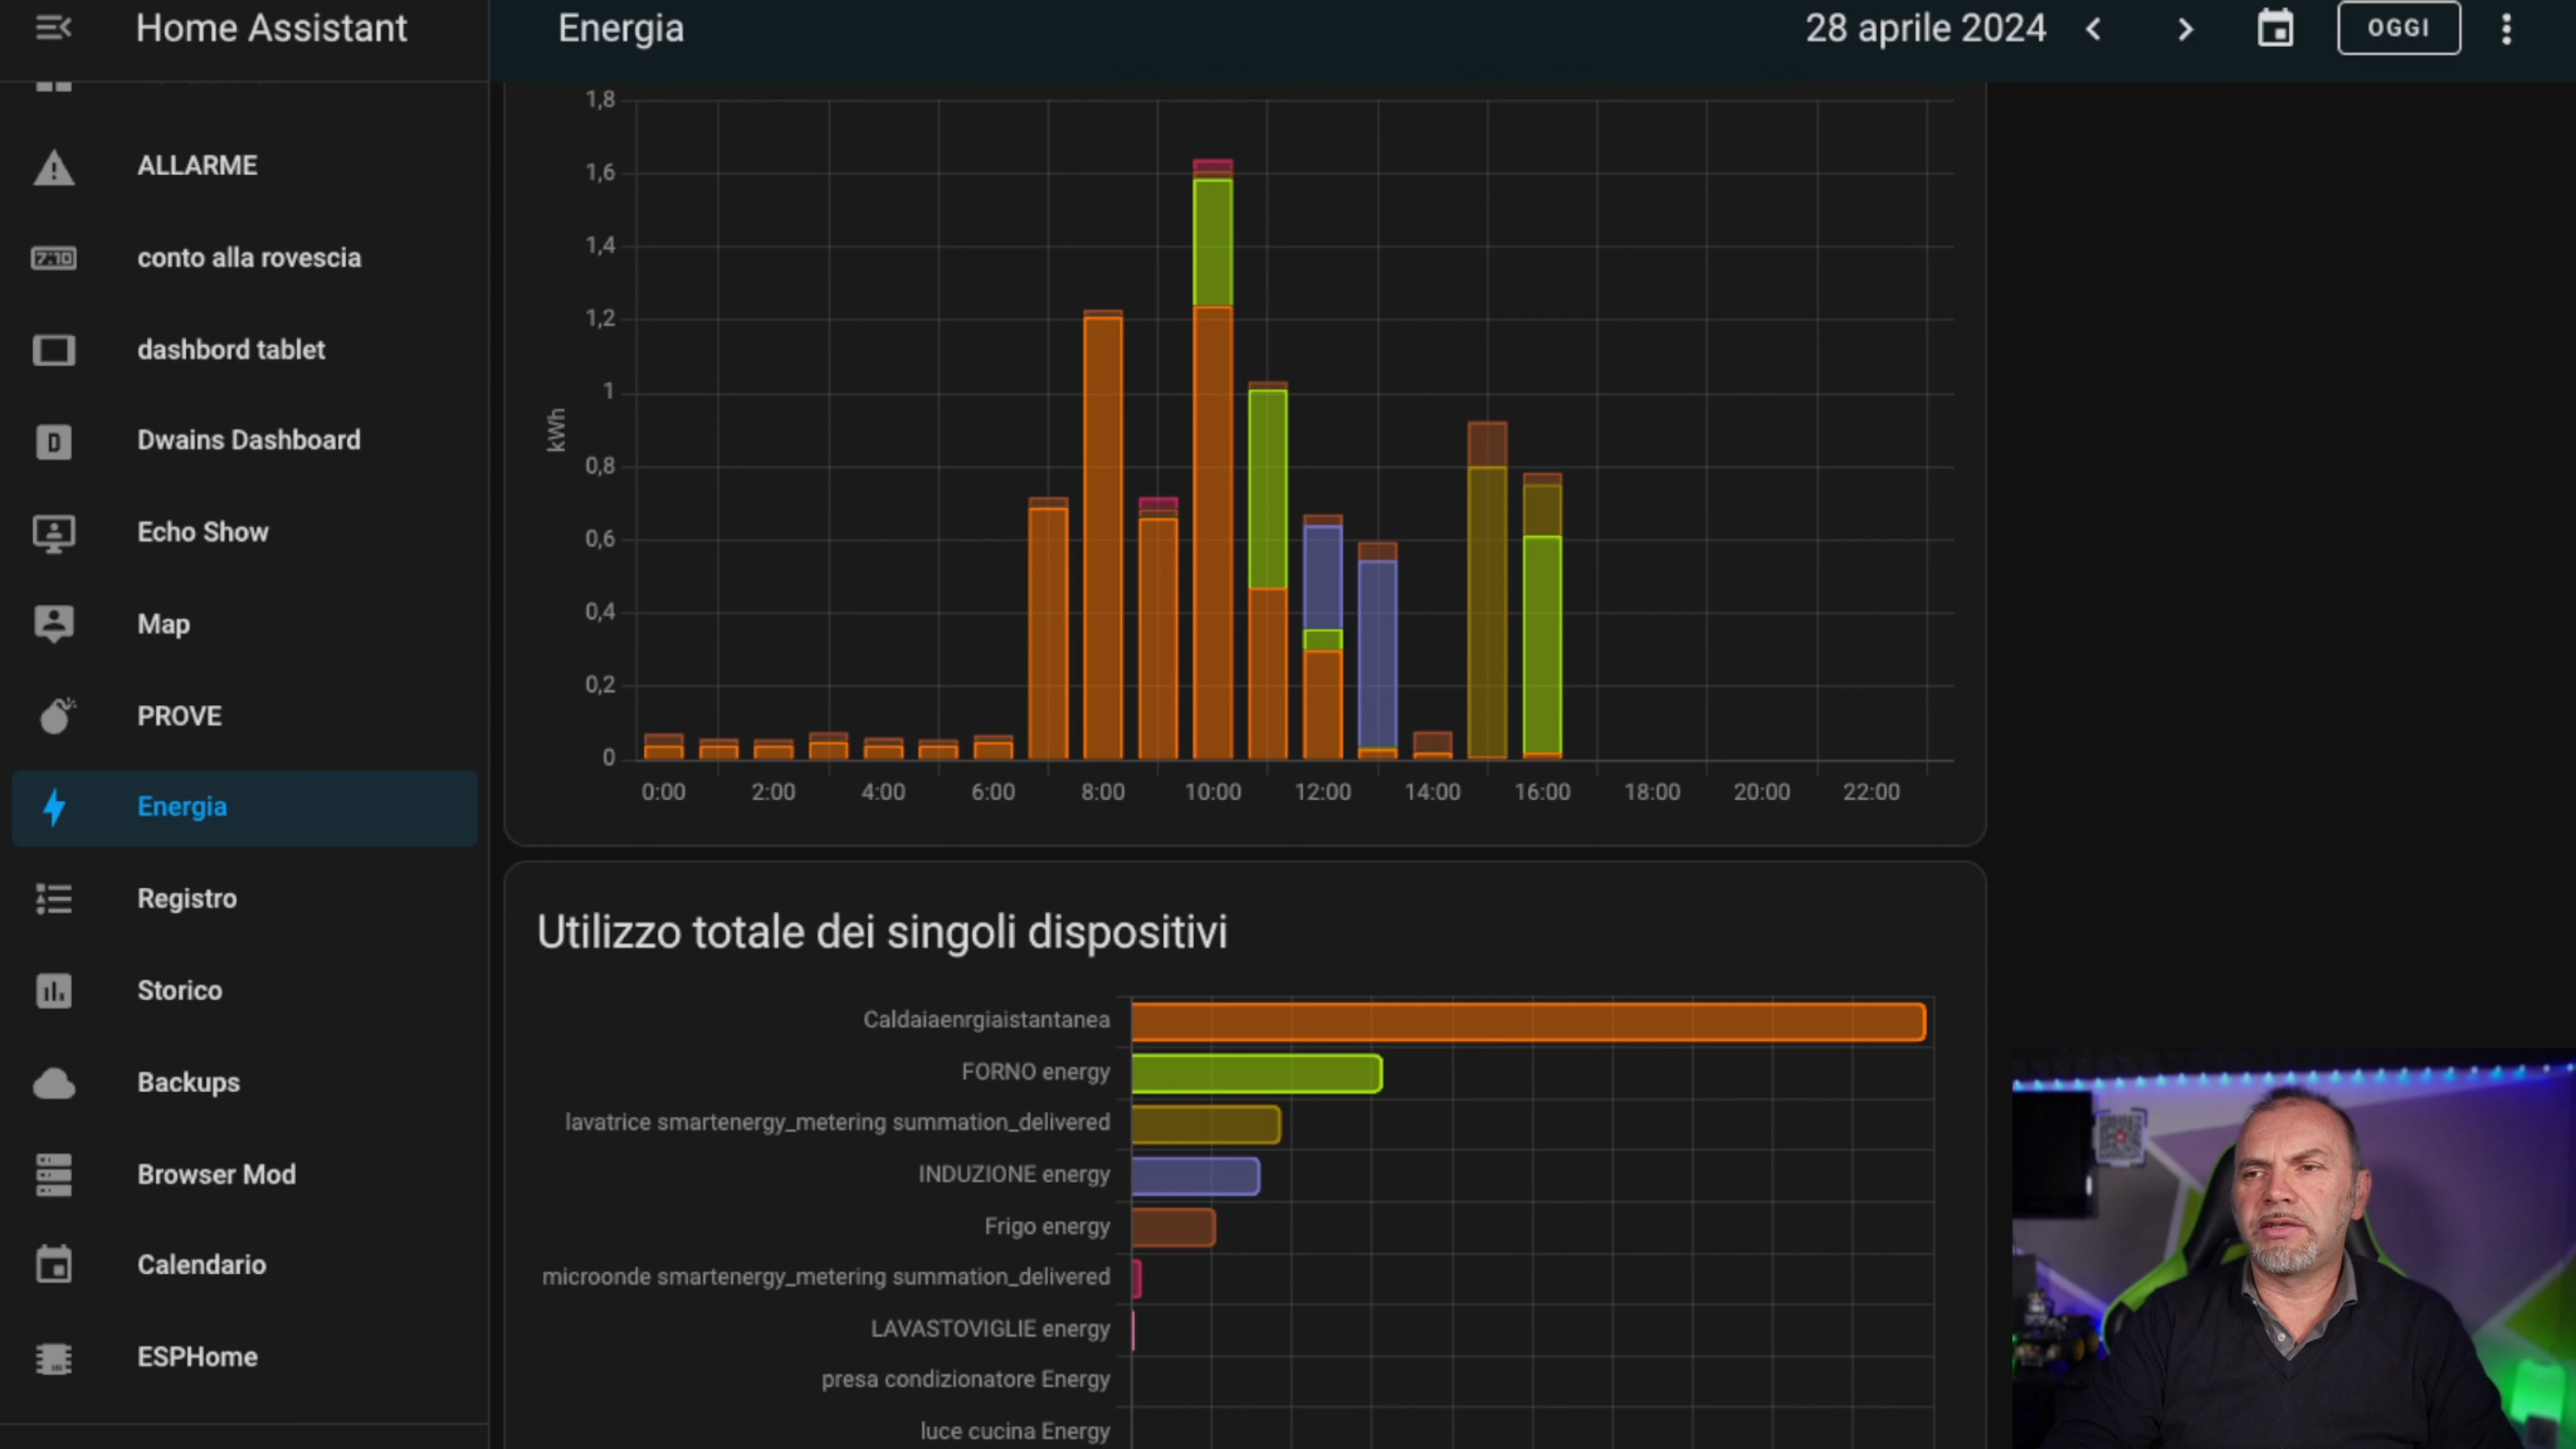 Home Assistant
Energia
28 aprile 2024
OGGI
ALLARME
7:10
conto alla rovescia
dashbord tablet
D
Dwains Dashboard
Echo Show
Map
PROVE
Energia
Registro
Storico
Backups
Browser Mod
Calendario
ESPHome
kWh
1,8
1,6
1,4
1,2
1
0,8
0,6
0,4
0,2
0
0:00 2:00 4:00 6:00 8:00 10:00 12:00 14:00 16:00 18:00 20:00 22:00
Utilizzo totale dei singoli dispositivi
Caldaiaenrgiaistantanea
FORNO energy
lavatrice smartenergy_metering summation_delivered
INDUZIONE energy
Frigo energy
microonde smartenergy_metering summation_delivered
LAVASTOVIGLIE energy
presa condizionatore Energy
luce cucina Energy